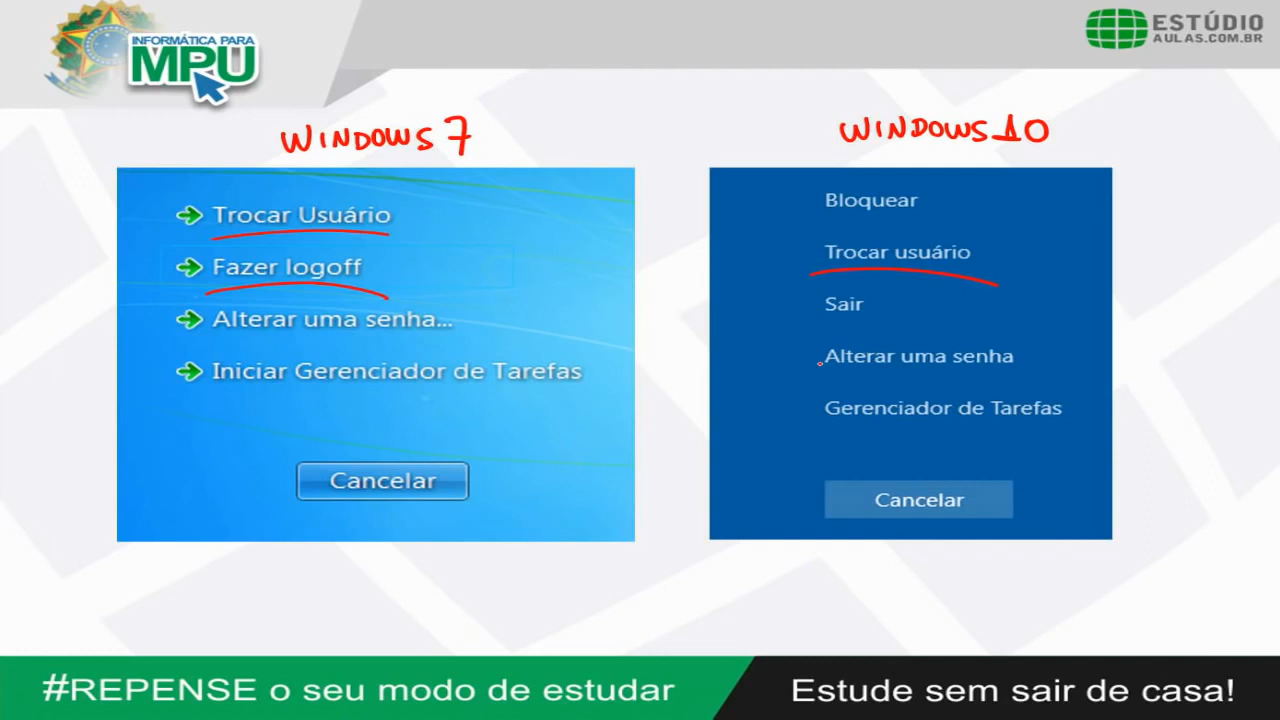 INFORMÁTICA PARA
MPU
ESTÚDIO
AULAS.COM.BR
WINDOWS 7
Trocar Usuário
Fazer logoff
Alterar uma senha...
Iniciar Gerenciador de Tarefas
Cancelar
WINDOWS 10
Bloquear
Trocar usuário
Sair
Alterar uma senha
Gerenciador de Tarefas
Cancelar
#REPENSE o seu modo de estudar
Estude sem sair de casa!